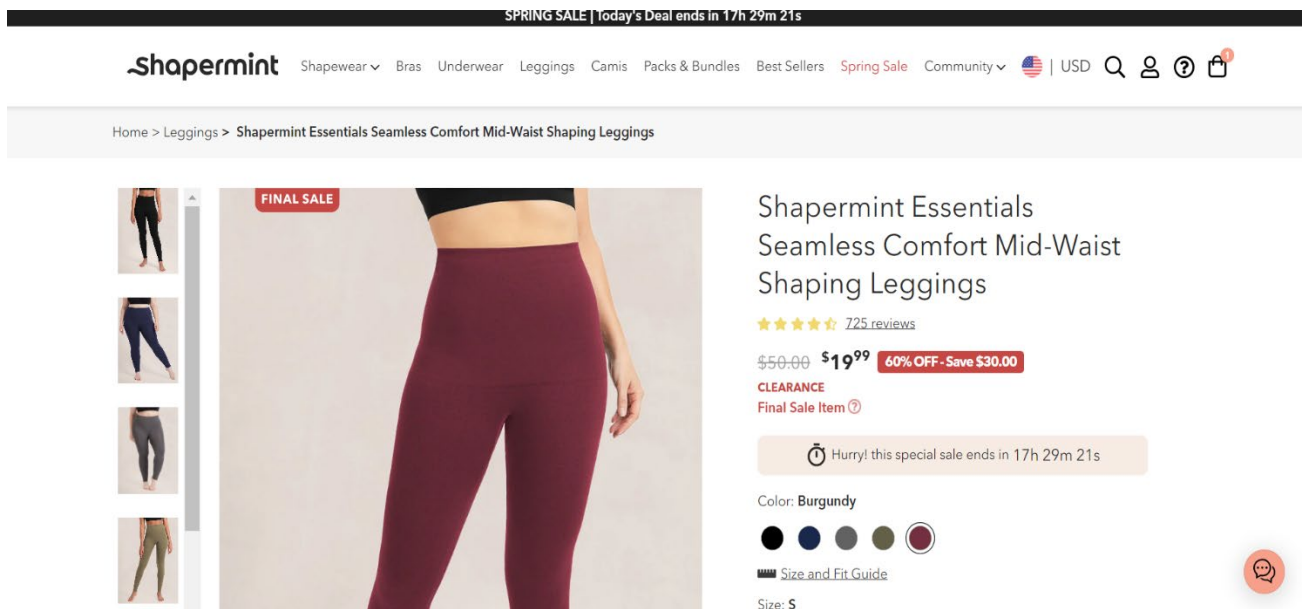 SPRING SALE | Today's Deal ends in 17h 29m 21s
Shapermint Shapewear Bras Underwear Leggings Camis Packs & Bundles Best Sellers Spring Sale Community | USD 1
Home > Leggings > Shapermint Essentials Seamless Comfort Mid-Waist Shaping Leggings
FINAL SALE
Shapermint Essentials
Seamless Comfort Mid-Waist
Shaping Leggings
725 reviews
$50.00 $19.99 60% OFF - Save $30.00
CLEARANCE
Final Sale Item ?
Hurry! this special sale ends in 17h 29m 21s
Color: Burgundy
Size and Fit Guide
Size: S